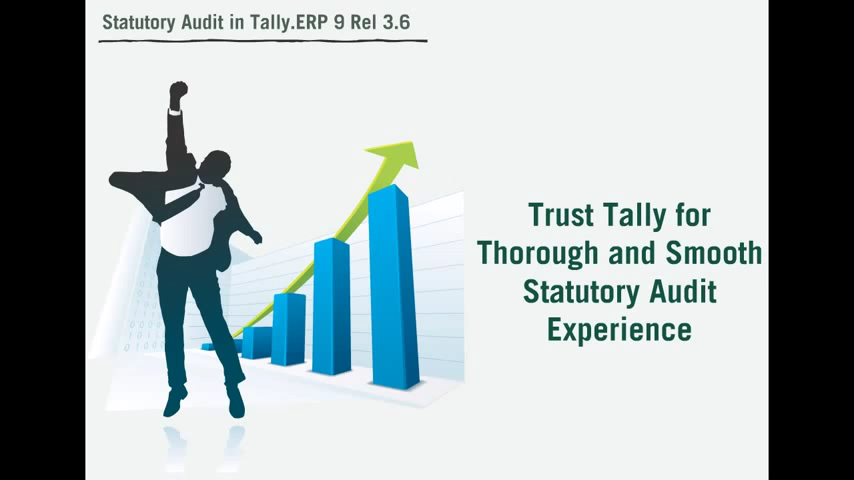 Statutory Audit in Tally.ERP 9 Rel 3.6
Trust Tally for
Thorough and Smooth
Statutory Audit
Experience